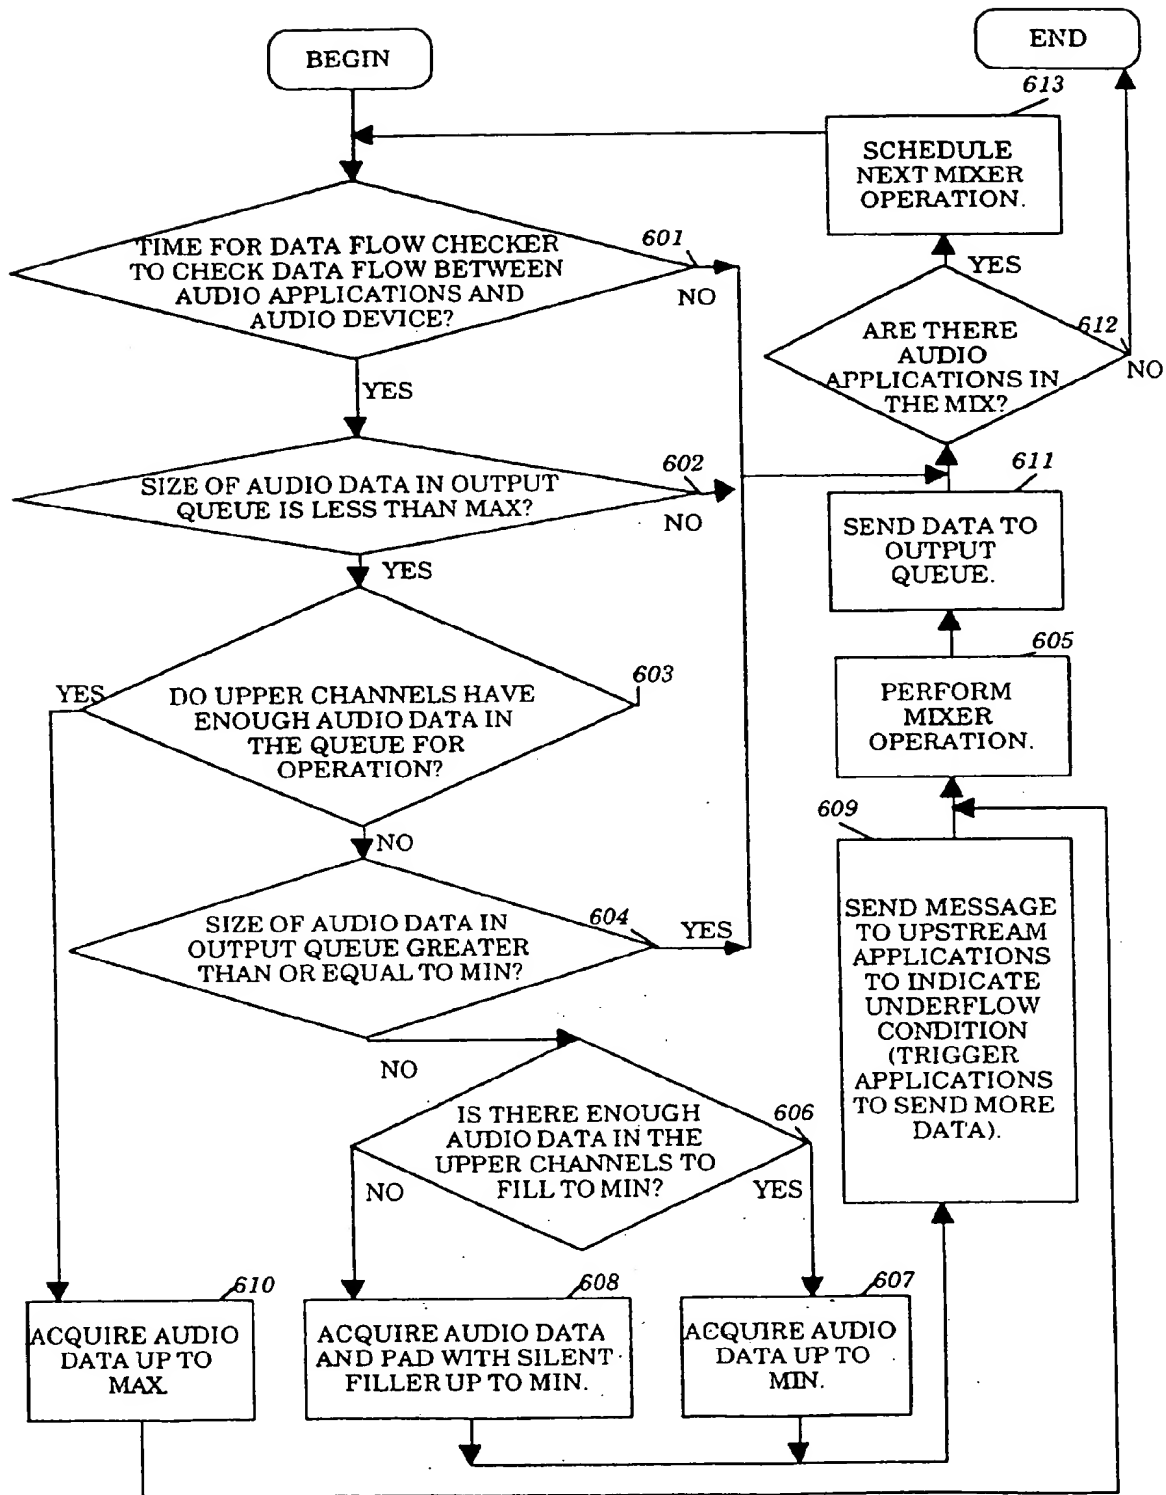 BEGIN
END
613
SCHEDULE
NEXT MIXER
OPERATION.
TIME FOR DATA FLOW CHECKER
TO CHECK DATA FLOW BETWEEN
AUDIO APPLICATIONS AND
AUDIO DEVICE?
601
NO
YES
YES
612
ARE THERE
AUDIO
APPLICATIONS IN
THE MIX?
NO
SIZE OF AUDIO DATA IN OUTPUT
QUEUE IS LESS THAN MAX?
602
NO
YES
611
SEND DATA TO
OUTPUT
QUEUE.
603
YES
DO UPPER CHANNELS HAVE
ENOUGH AUDIO DATA IN
THE QUEUE FOR
OPERATION?
NO
605
PERFORM
MIXER
OPERATION.
609
SEND MESSAGE
TO UPSTREAM
APPLICATIONS
TO INDICATE
UNDERFLOW
CONDITION
(TRIGGER
APPLICATIONS
TO SEND MORE
DATA).
SIZE OF AUDIO DATA IN
OUTPUT QUEUE GREATER
THAN OR EQUAL TO MIN?
604
YES
NO
IS THERE ENOUGH
AUDIO DATA IN THE
UPPER CHANNELS TO
FILL TO MIN?
606
NO
YES
610
ACQUIRE AUDIO
DATA UP TO
MAX.
608
ACQUIRE AUDIO DATA
AND PAD WITH SILENT
FILLER UP TO MIN.
607
ACQUIRE AUDIO
DATA UP TO
MIN.